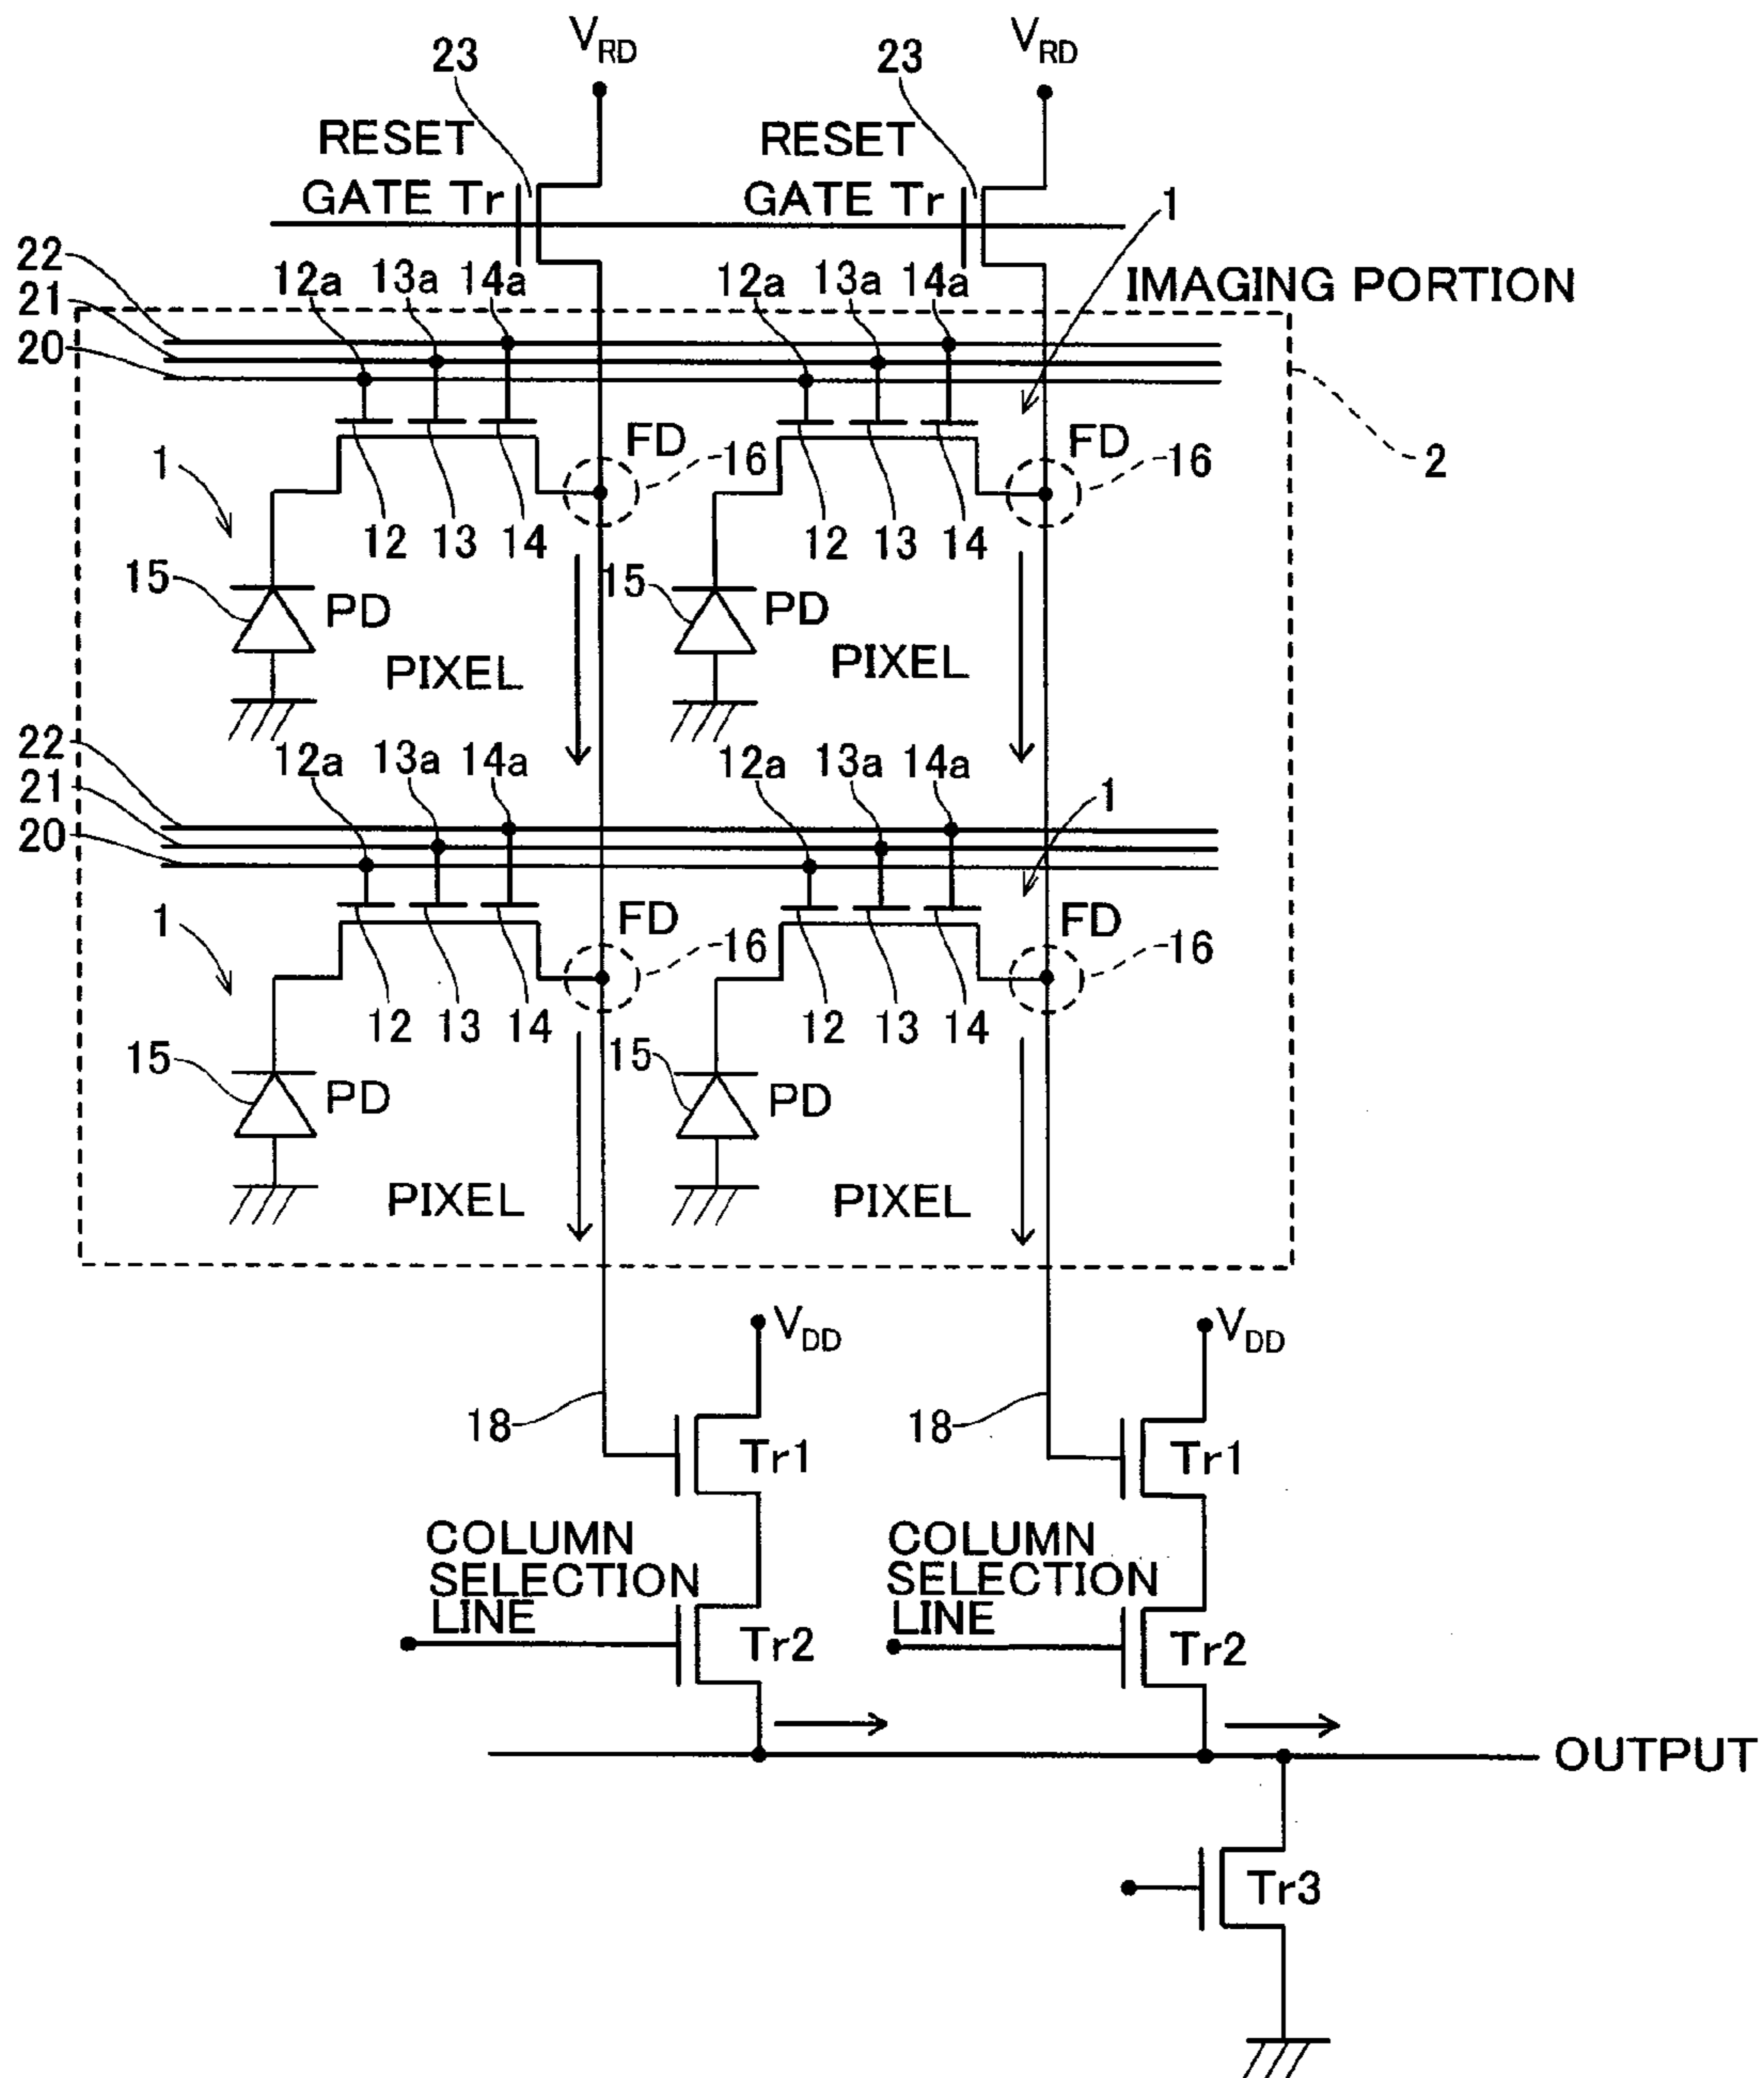 V_RD V_RD
23 23
RESET RESET
GATE Tr GATE Tr 1
22 12a 13a 14a 12a 13a 14a IMAGING PORTION
21
20
FD FD
1 16 16 2
12 13 14 12 13 14
15 PD 15 PD
PIXEL PIXEL
22 12a 13a 14a 12a 13a 14a
21 1
20
1 FD 16 FD 16
12 13 14 12 13 14
15 PD 15 PD
PIXEL PIXEL
V_DD V_DD
18 Tr1 18 Tr1
COLUMN COLUMN
SELECTION SELECTION
LINE LINE
Tr2 Tr2
OUTPUT
Tr3